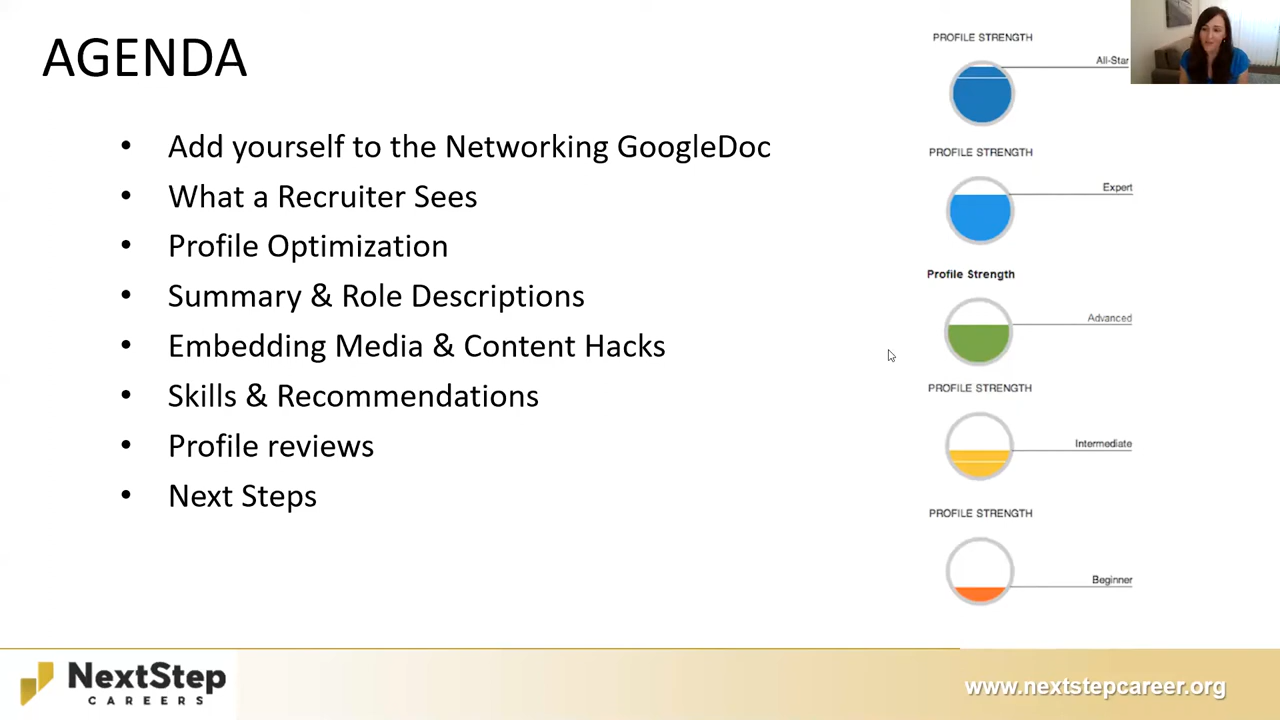 AGENDA
• Add yourself to the Networking GoogleDoc
• What a Recruiter Sees
• Profile Optimization
• Summary & Role Descriptions
• Embedding Media & Content Hacks
• Skills & Recommendations
• Profile reviews
• Next Steps
PROFILE STRENGTH
All-Star
PROFILE STRENGTH
Expert
Profile Strength
Advanced
PROFILE STRENGTH
Intermediate
PROFILE STRENGTH
Beginner
NextStep
CAREERS
www.nextstepcareer.org